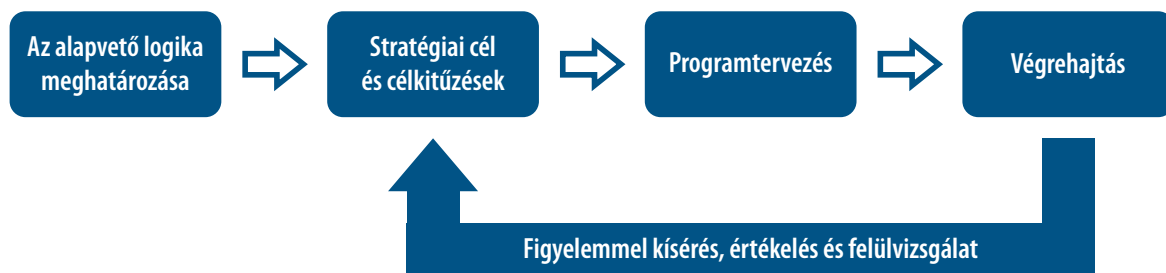 Az alapvető logika
meghatározása
Stratégiai cél
és célkitűzések
Programtervezés
Végrehajtás
Figyelemmel kísérés, értékelés és felülvizsgálat